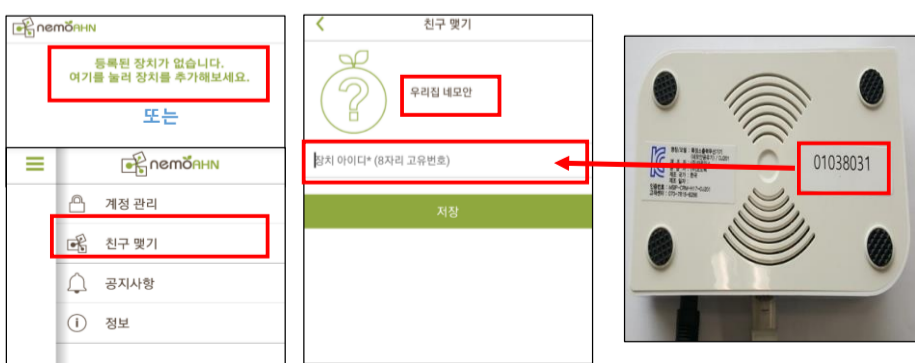 nemoAHN
등록된 장치가 없습니다.
여기를 눌러 장치를 추가해보세요.
또는
nemoAHN
계정 관리
친구 맺기
공지사항
정보
친구 맺기
우리집 네모안
장치 아이디* (8자리 고유번호)
저장
01038031